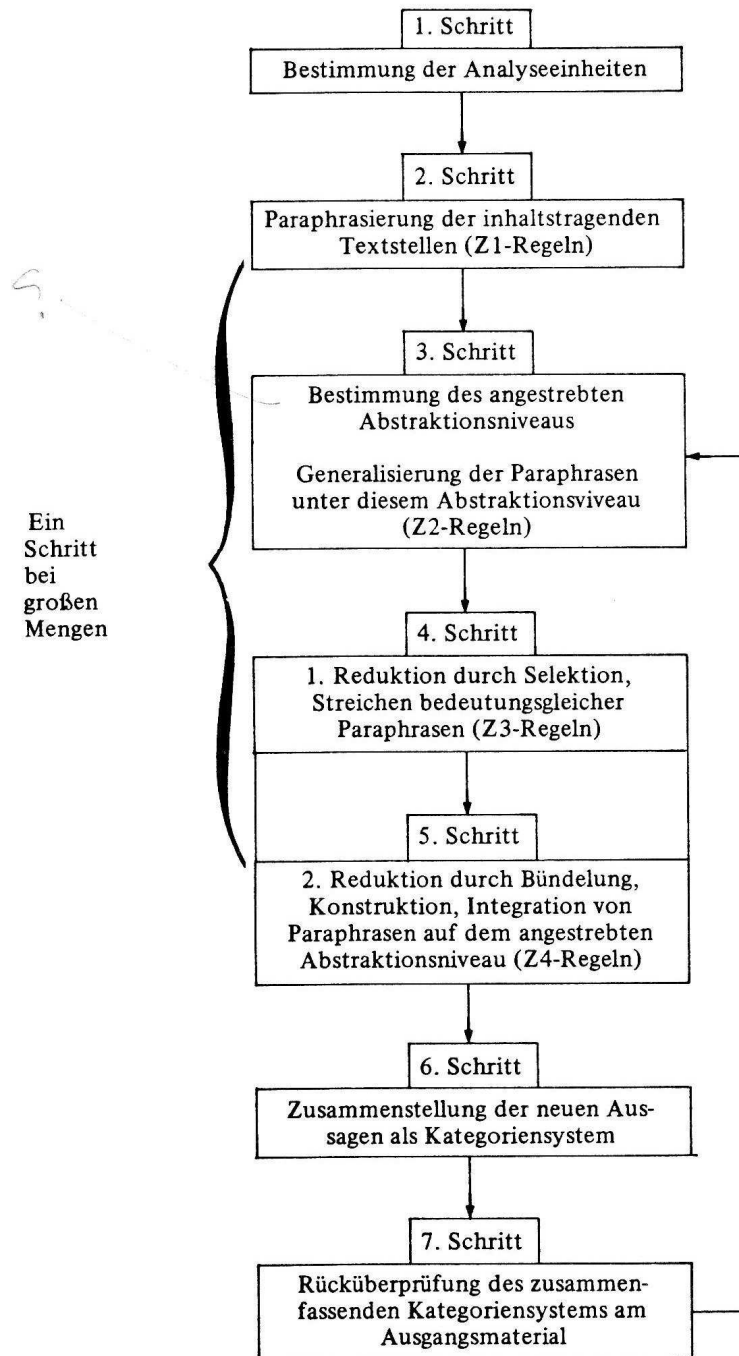 1. Schritt
Bestimmung der Analyseeinheiten
2. Schritt
Paraphrasierung der inhaltstragenden
Textstellen (Z1-Regeln)
3. Schritt
Bestimmung des angestrebten
Abstraktionsniveaus
Generalisierung der Paraphrasen
unter diesem Abstraktionsviveau
(Z2-Regeln)
Ein
Schritt
bei
großen
Mengen
4. Schritt
1. Reduktion durch Selektion,
Streichen bedeutungsgleicher
Paraphrasen (Z3-Regeln)
5. Schritt
2. Reduktion durch Bündelung,
Konstruktion, Integration von
Paraphrasen auf dem angestrebten
Abstraktionsniveau (Z4-Regeln)
6. Schritt
Zusammenstellung der neuen Aus-
sagen als Kategoriensystem
7. Schritt
Rücküberprüfung des zusammen-
fassenden Kategoriensystems am
Ausgangsmaterial